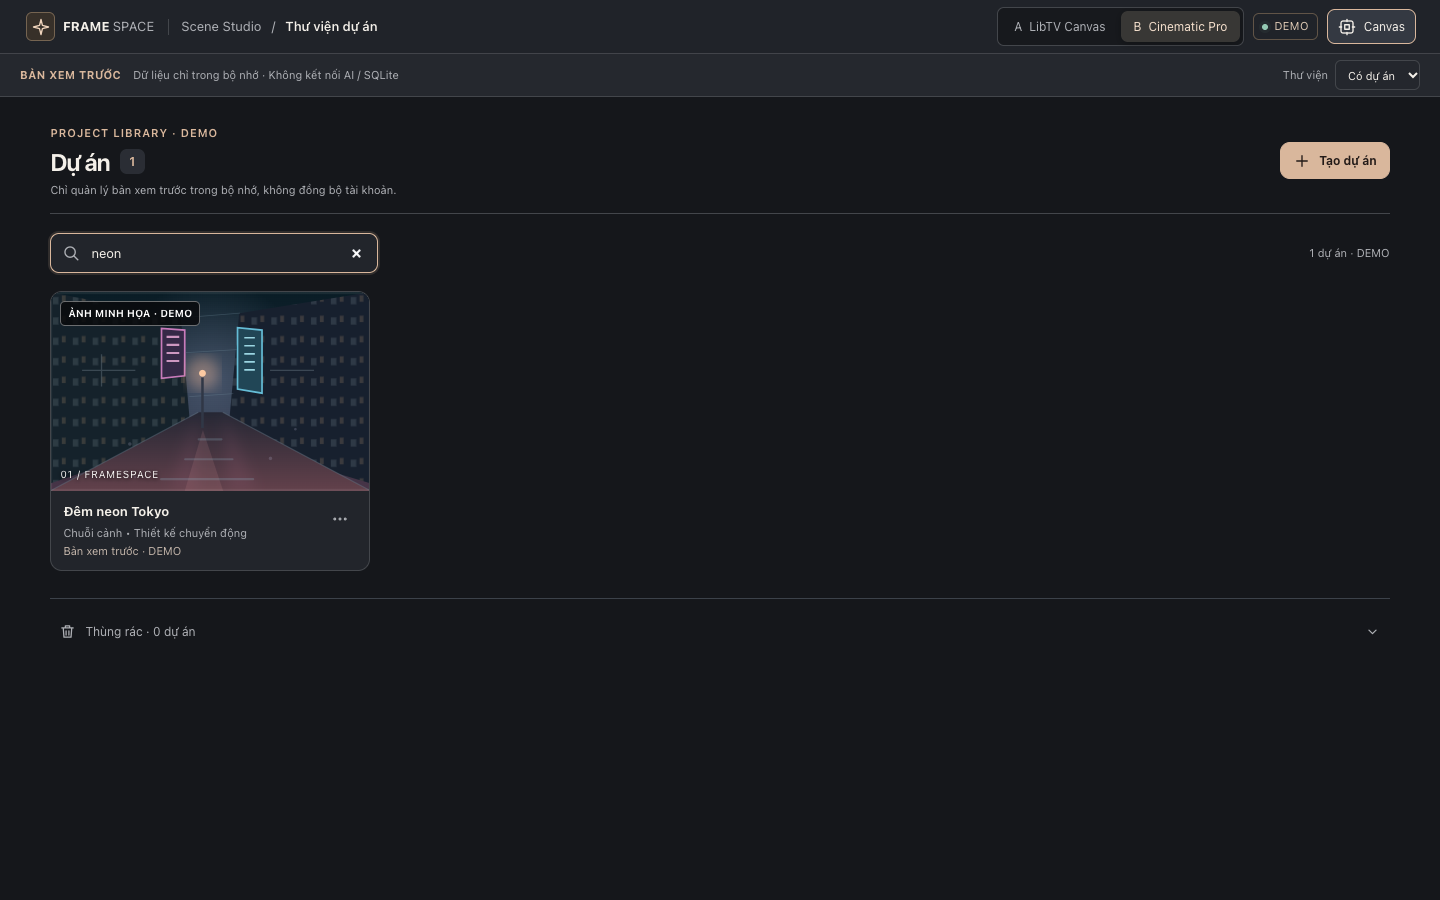 FRAME SPACE
Scene Studio / Thư viện dự án
A LibTV Canvas
B Cinematic Pro
DEMO
Canvas
BẢN XEM TRƯỚC
Dữ liệu chỉ trong bộ nhớ · Không kết nối AI / SQLite
Thư viện
Có dự án
PROJECT LIBRARY · DEMO
Dự án 1
Tạo dự án
Chỉ quản lý bản xem trước trong bộ nhớ, không đồng bộ tài khoản.
neon
1 dự án · DEMO
ẢNH MINH HỌA · DEMO
01 / FRAMESPACE
Đêm neon Tokyo
Chuỗi cảnh • Thiết kế chuyển động
Bản xem trước · DEMO
Thùng rác · 0 dự án